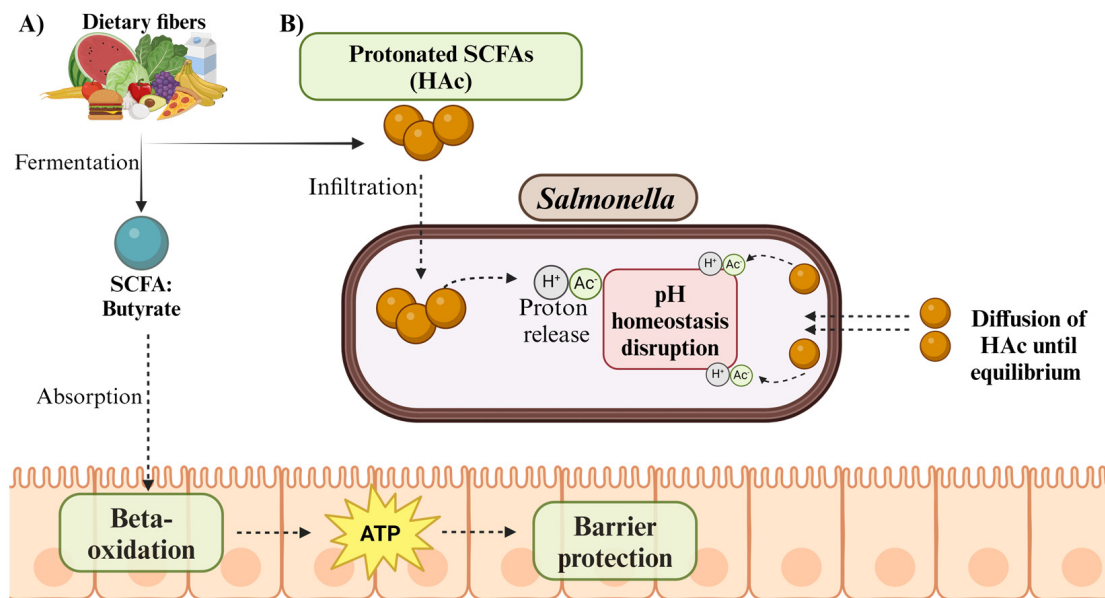 A)
Dietary fibers
Fermentation
SCFA:
Butyrate
Absorption
Beta-
oxidation
ATP
Barrier
protection
B)
Protonated SCFAs
(HAc)
Infiltration
Salmonella
H⁺
Ac⁻
Proton
release
pH
homeostasis
disruption
H⁺
Ac⁻
H⁺
Ac⁻
Diffusion of
HAc until
equilibrium